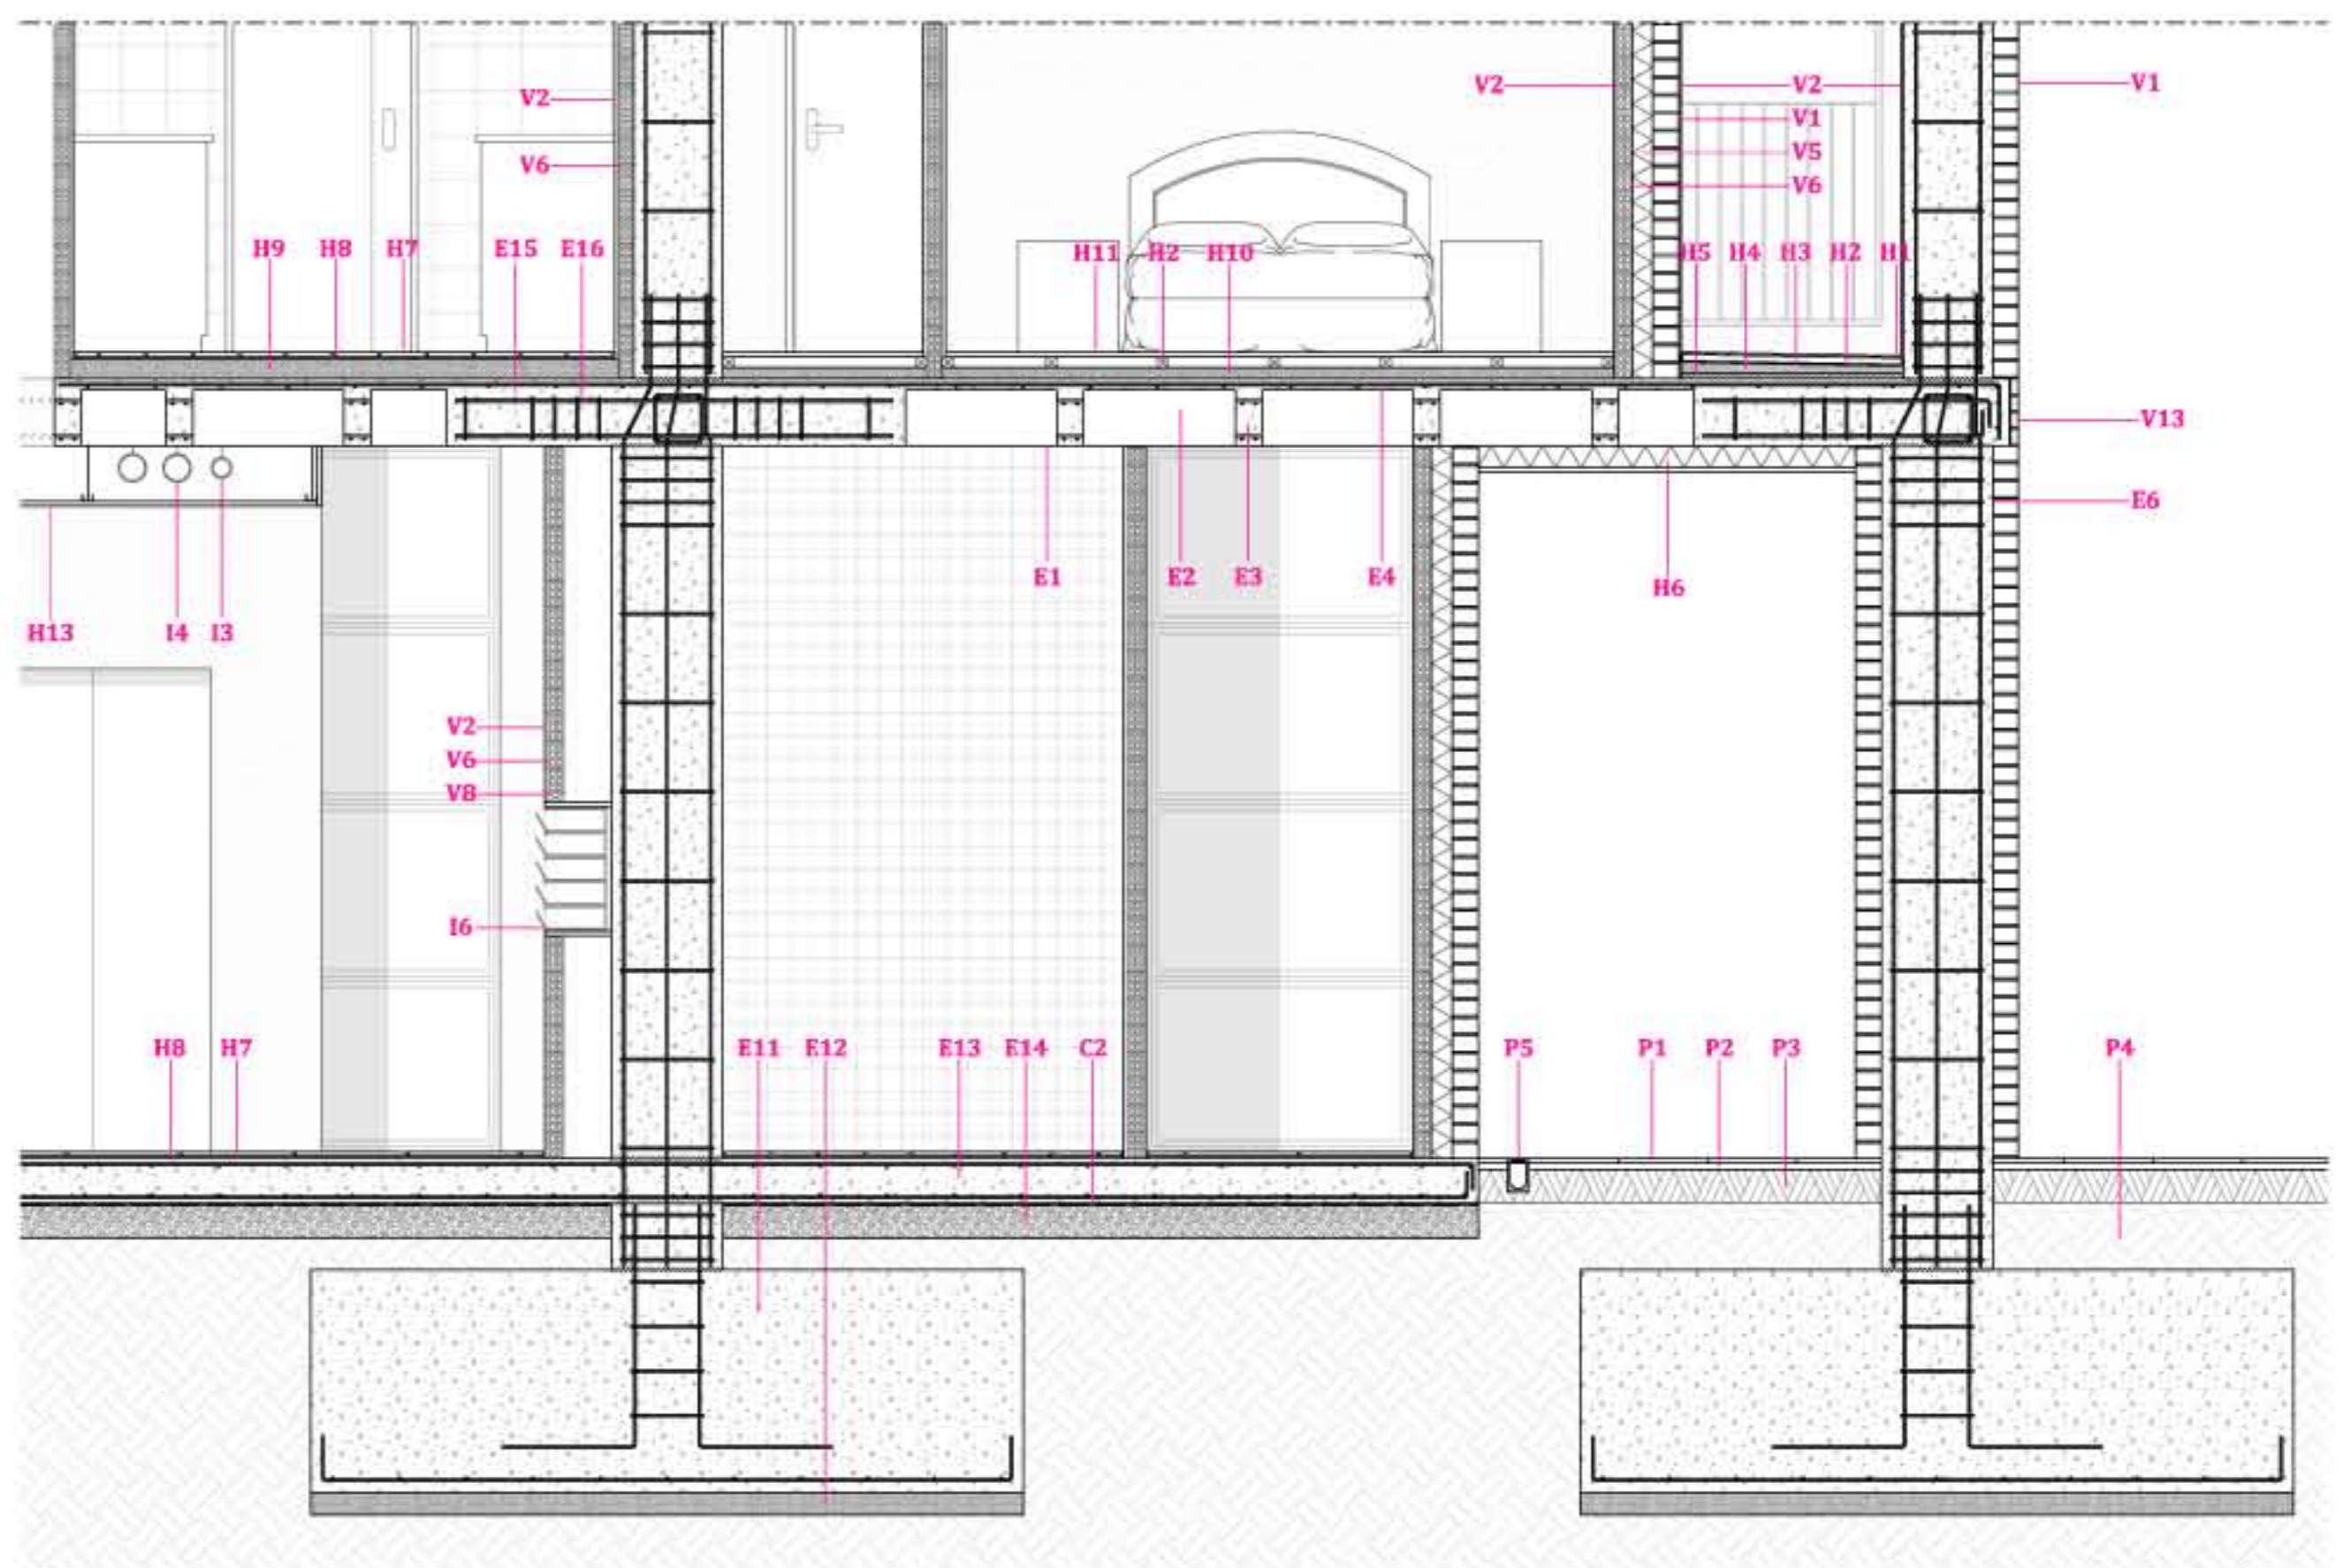 V2 V2 V2 V1
V1
V5
V6 V6
H9 H8 H7 E15 E16 H11 H2 H10 H5 H4 H3 H2 H1
V13
E6
E1 E2 E3 E4 H6
H13 I4 I3
V2
V6
V8
I6
H8 H7 E11 E12 E13 E14 C2 P5 P1 P2 P3 P4